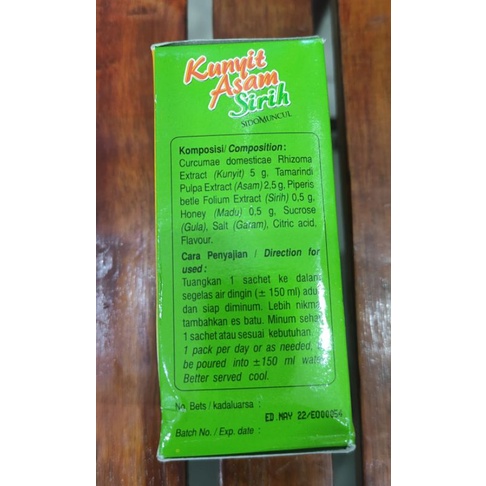 Kunyit
Asam
Sirih
SIDOMUNCUL
Komposisi/ Composition :
Curcumae domesticae Rhizoma
Extract (Kunyit) 5 g, Tamarindi
Pulpa Extract (Asam) 2,5 g, Piperis
betle Folium Extract (Sirih) 0,5 g,
Honey (Madu) 0,5 g, Sucrose
(Gula), Salt (Garam), Citric acid,
Flavour.
Cara Penyajian / Direction for
used :
Tuangkan 1 sachet ke dalam
segelas air dingin (± 150 ml) adu
dan siap diminum. Lebih nikma
tambahkan es batu. Minum seha
1 sachet atau sesuai kebutuhan.
1 pack per day or as needed,
be poured into ±150 ml wate
Better served cool.
No. Bets / kadaluarsa :
ED.MAY 22/E000054
Batch No. / Exp. date :